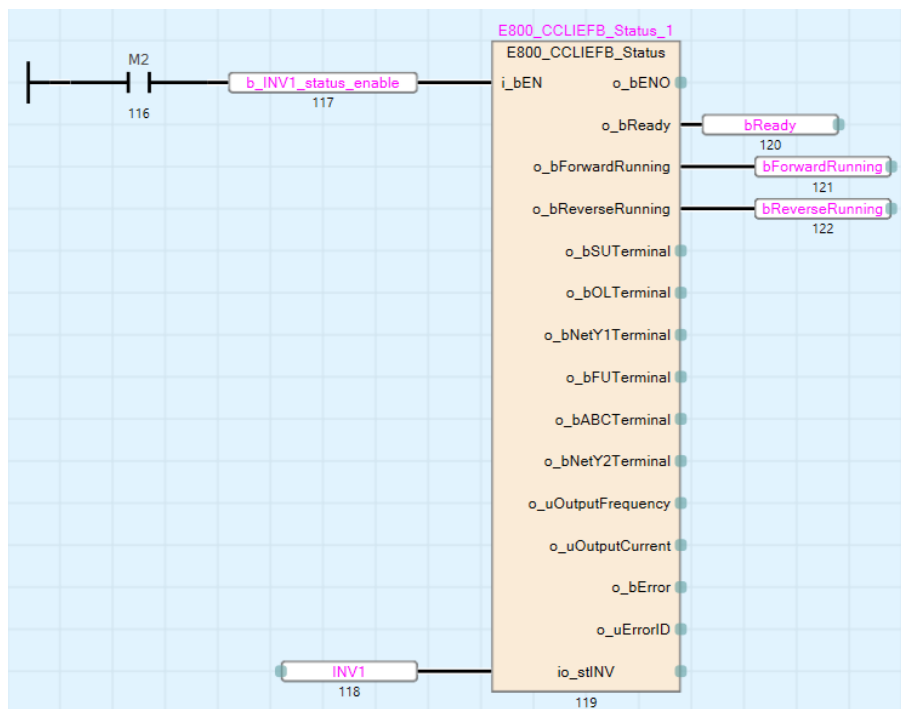 E800_CCLIEFB_Status_1
E800_CCLIEFB_Status
M2
b_INV1_status_enable
i_bEN
o_bENO
116
117
o_bReady
bReady
120
o_bForwardRunning
bForwardRunning
121
o_bReverseRunning
bReverseRunning
122
o_bSUTerminal
o_bOLTerminal
o_bNetY1Terminal
o_bFUTerminal
o_bABCTerminal
o_bNetY2Terminal
o_uOutputFrequency
o_uOutputCurrent
o_bError
o_uErrorID
INV1
io_stINV
118
119